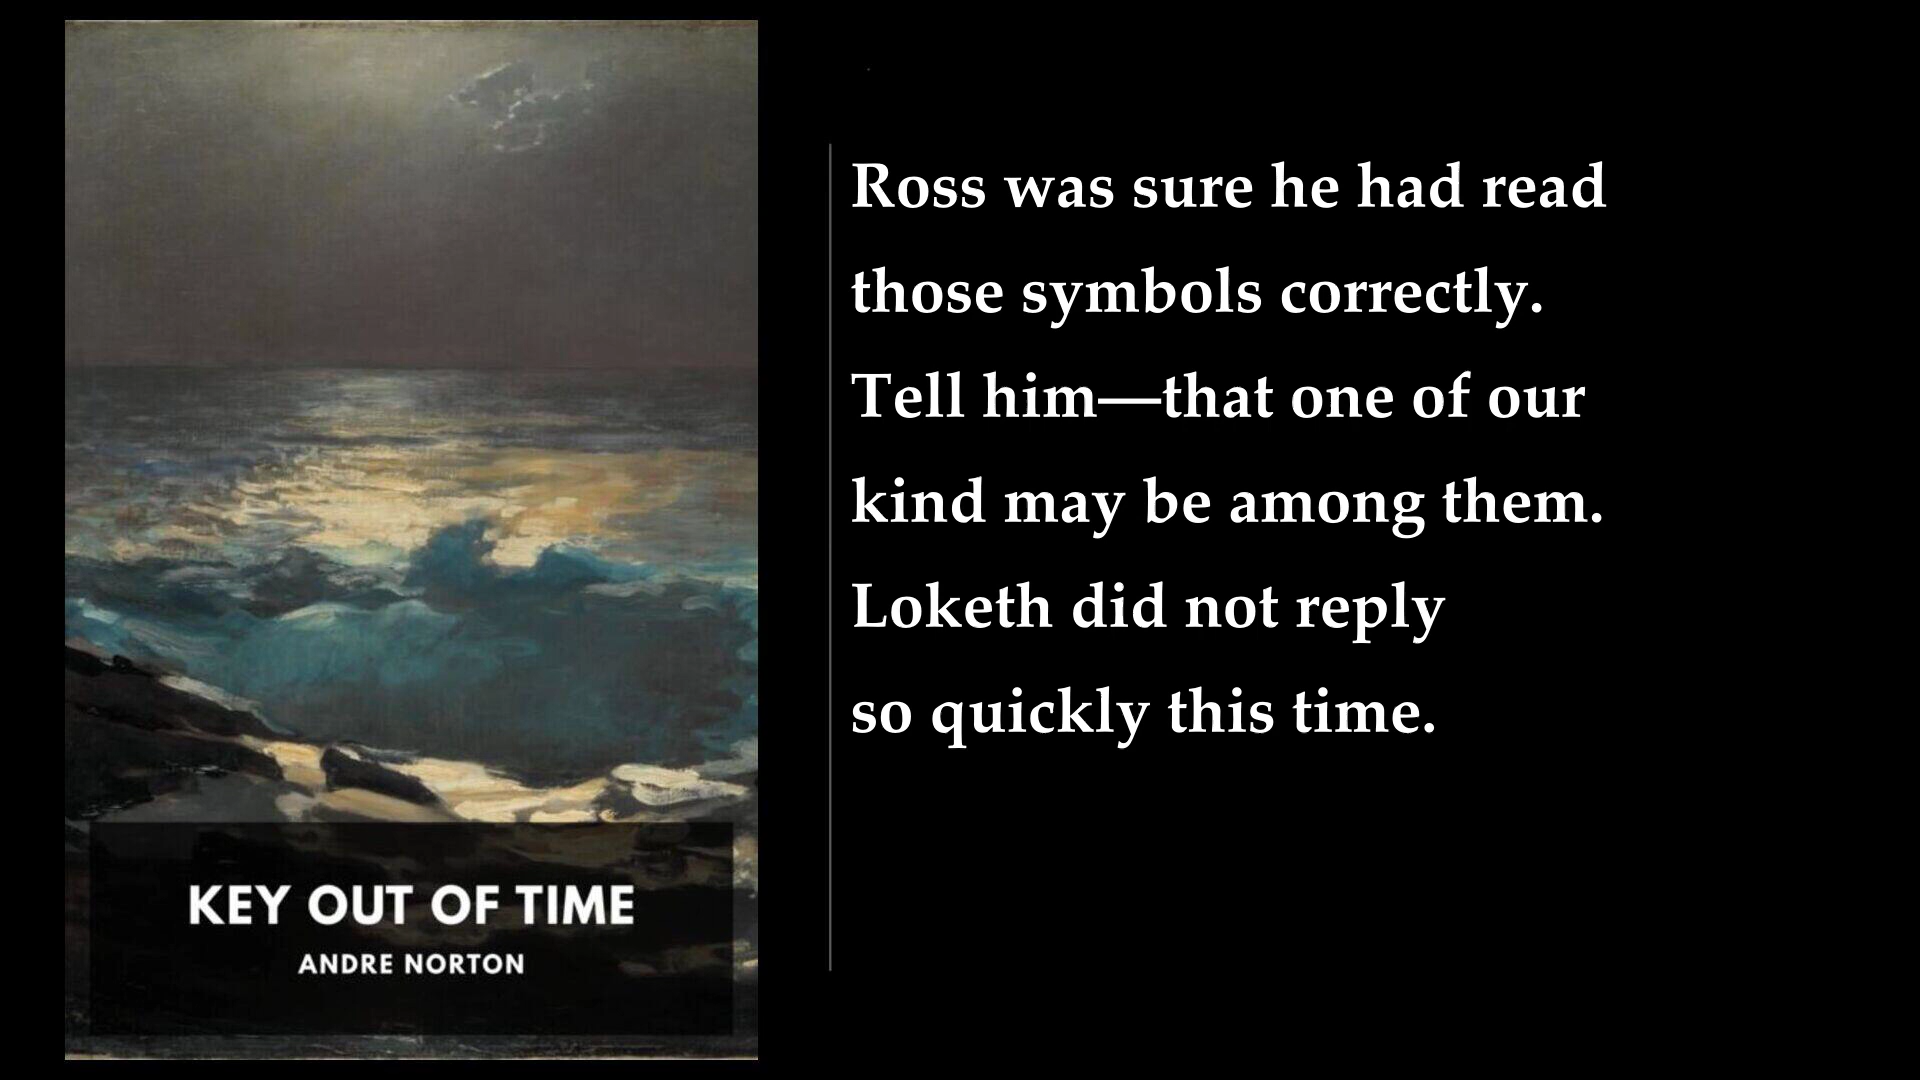 Ross was sure he had read
those symbols correctly.
Tell him—that one of our
kind may be among them.
Loketh did not reply
so quickly this time.
KEY OUT OF TIME
ANDRE NORTON